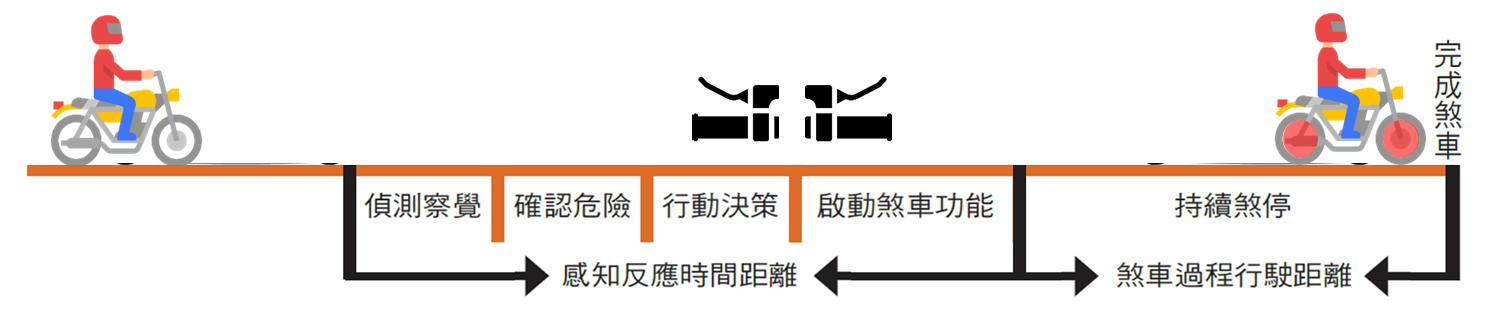 完成煞車
偵測察覺
確認危險
行動決策
啟動煞車功能
持續煞停
感知反應時間距離
煞車過程行駛距離